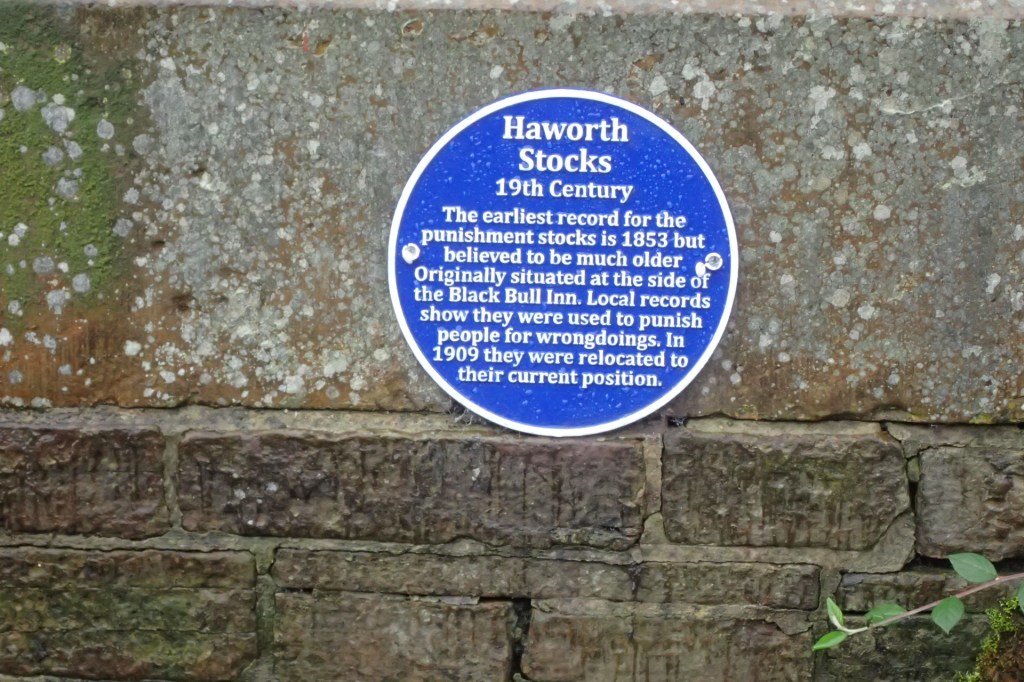 Haworth
Stocks
19th Century
The earliest record for the
punishment stocks is 1853 but
believed to be much older
Originally situated at the side of
the Black Bull Inn. Local records
show they were used to punish
people for wrongdoings. In
1909 they were relocated to
their current position.